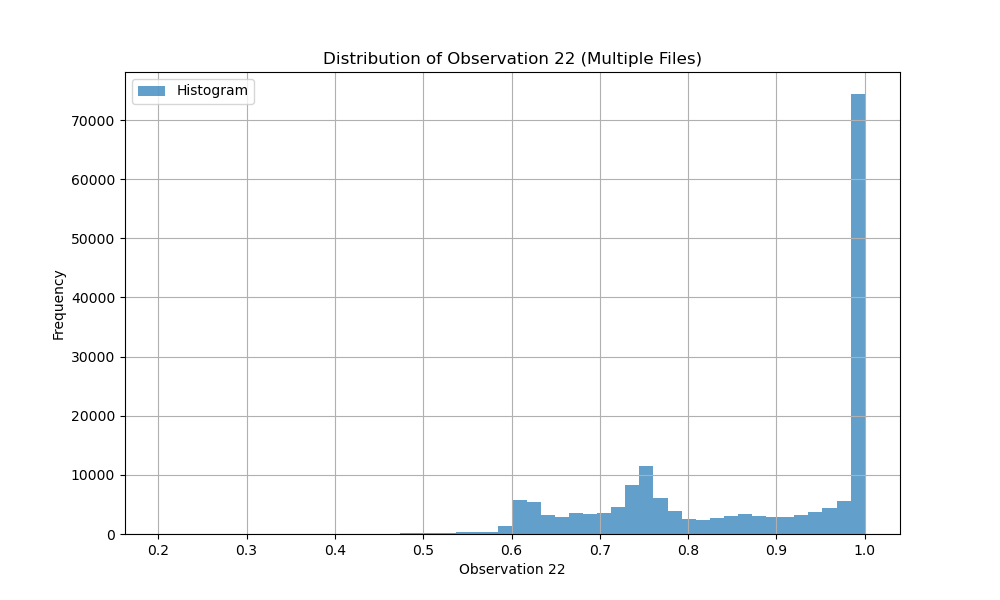 Distribution of Observation 22 (Multiple Files)
Histogram
70000
60000
50000
40000
30000
20000
10000
0
Frequency
0.2 0.3 0.4 0.5 0.6 0.7 0.8 0.9 1.0
Observation 22